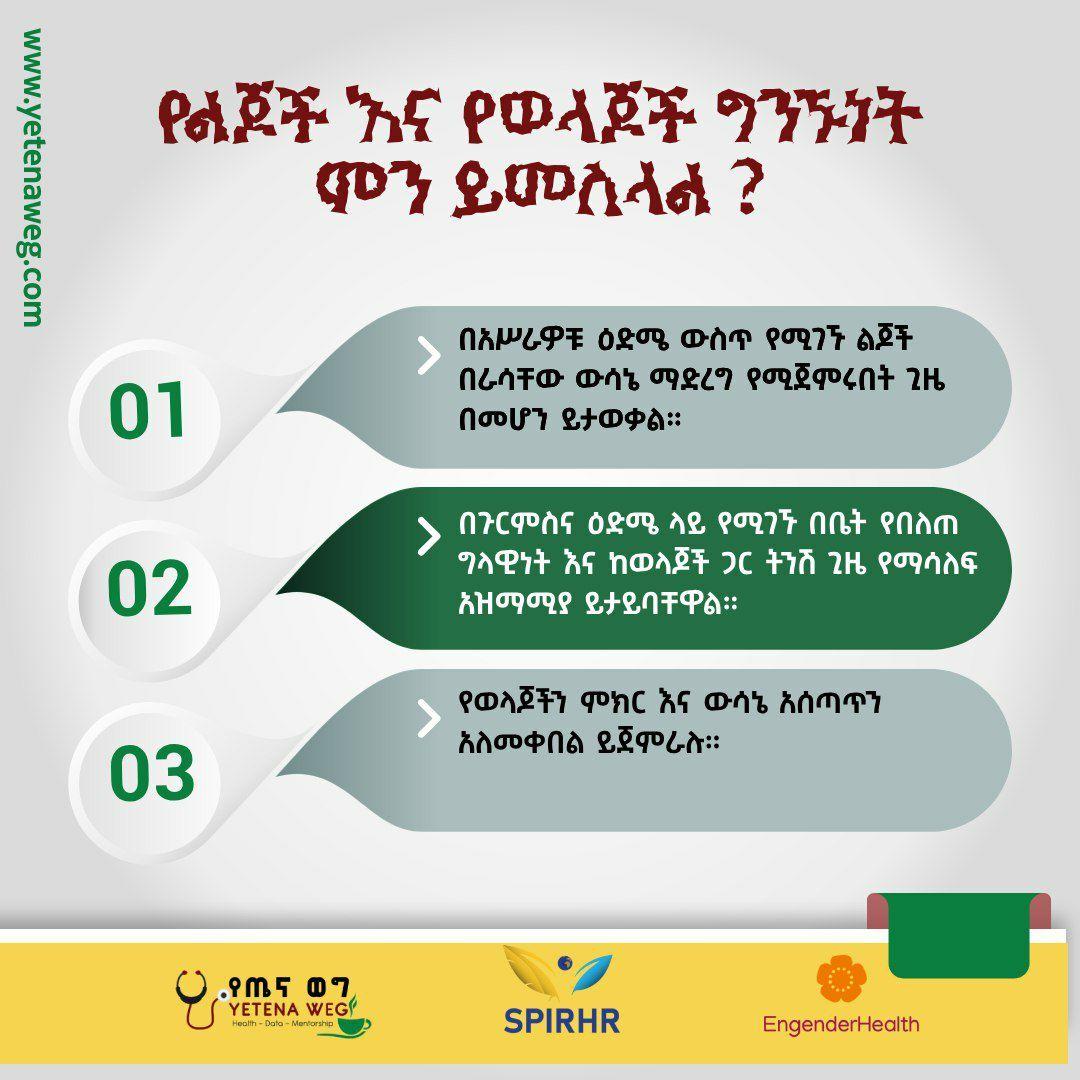 www.yetenaweg.com
የልጆች እና የወላጆች ግንኙነት
ምን ይመስላል ?
01
በአሥራዎቹ ዕድሜ ውስጥ የሚገኙ ልጆች
በራሳቸው ውሳኔ ማድረግ የሚጀምሩበት ጊዜ
በመሆን ይታወቃል።
02
በጉርምስና ዕድሜ ላይ የሚገኙ በቤት የበለጠ
ግላዊነት እና ከወላጆች ጋር ትንሽ ጊዜ የማሳለፍ
አዝማሚያ ይታይባቸዋል።
03
የወላጆችን ምክር እና ውሳኔ አሰጣጥን
አለመቀበል ይጀምራሉ።
የጤና ወግ
YETENA WEG
Health - Data - Mentorship
SPIRHR
EngenderHealth